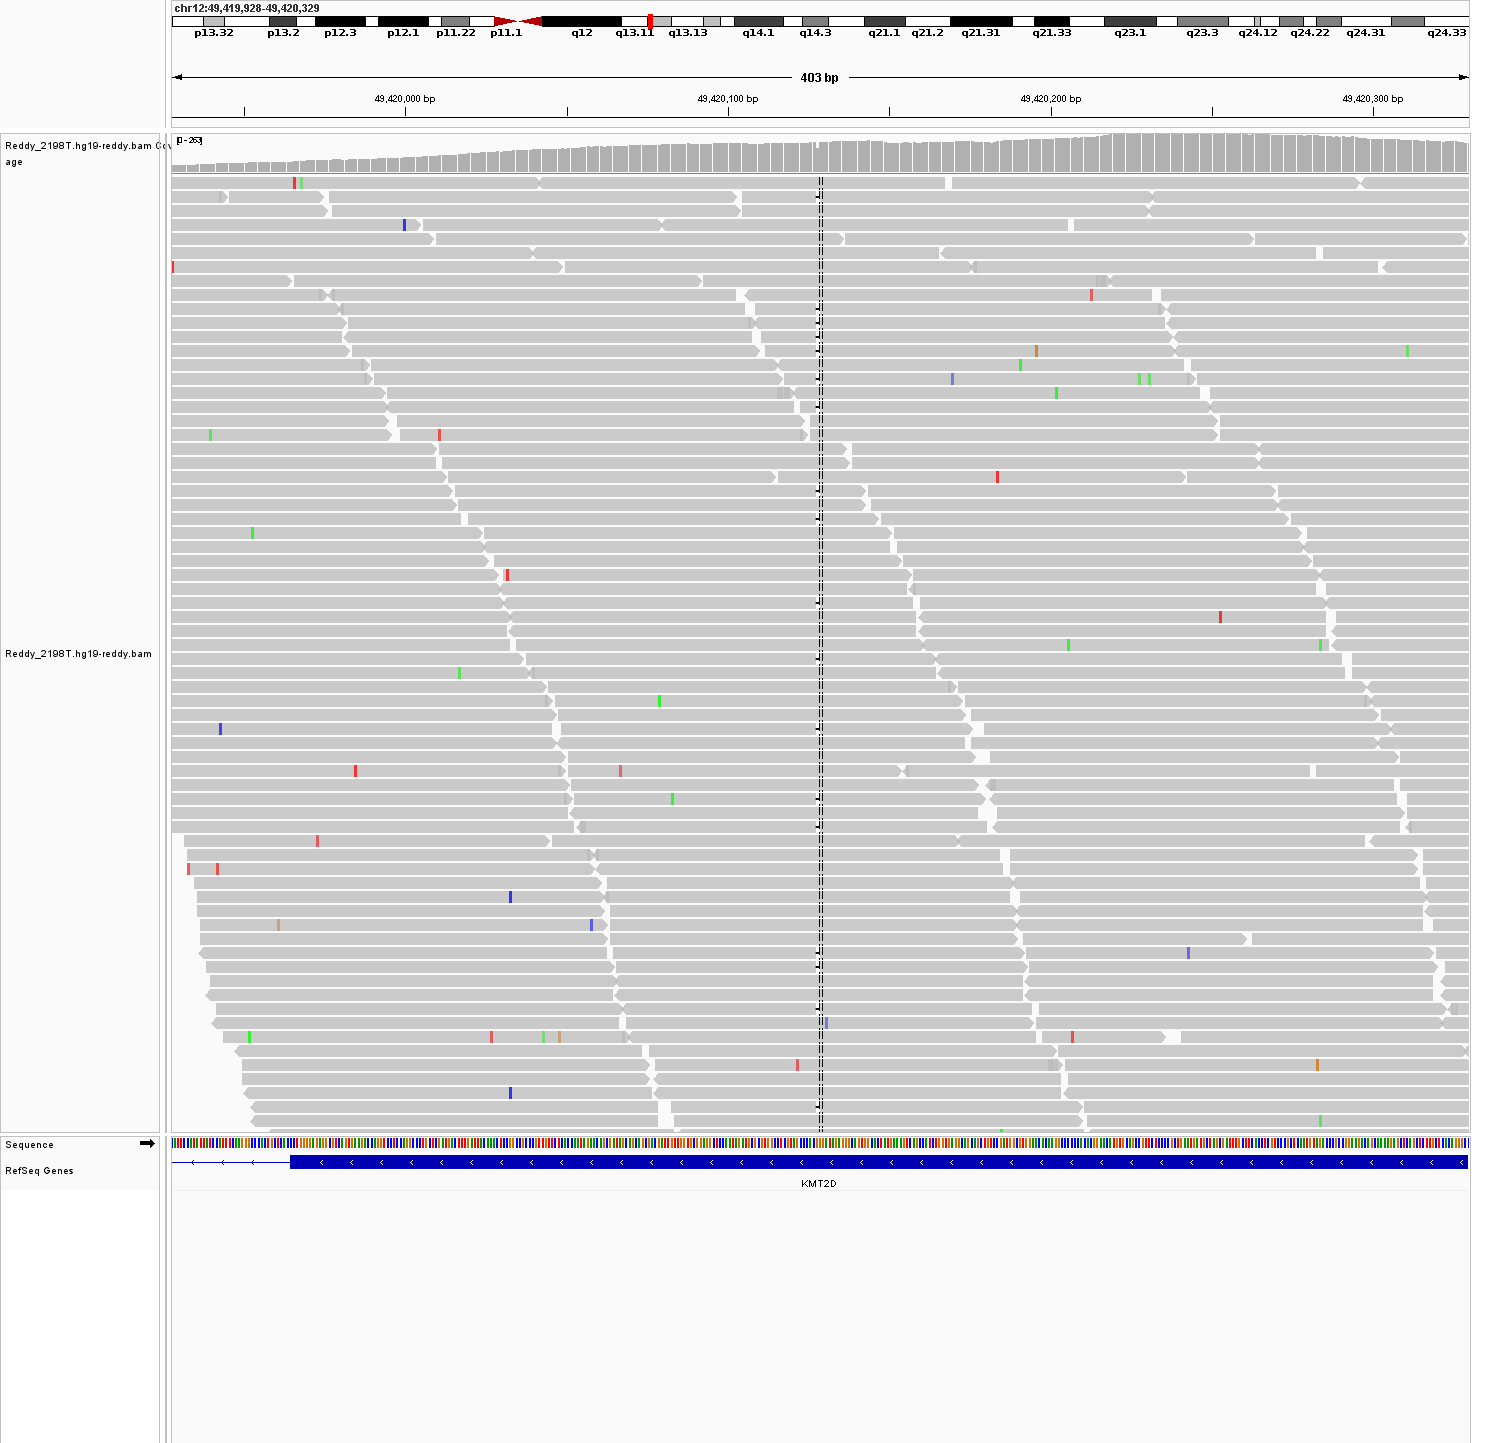 chr12:49,419,928-49,420,329
p13.32 p13.2 p12.3 p12.1 p11.22 p11.1 q12 q13.11 q13.13 q14.1 q14.3 q21.1 q21.2 q21.31 q21.33 q23.1 q23.3 q24.12 q24.22 q24.31 q24.33
403 bp
49,420,000 bp 49,420,100 bp 49,420,200 bp 49,420,300 bp
[0 - 263]
Reddy_2198T.hg19-reddy.bam Cov
age
Reddy_2198T.hg19-reddy.bam
Sequence
RefSeq Genes
KMT2D